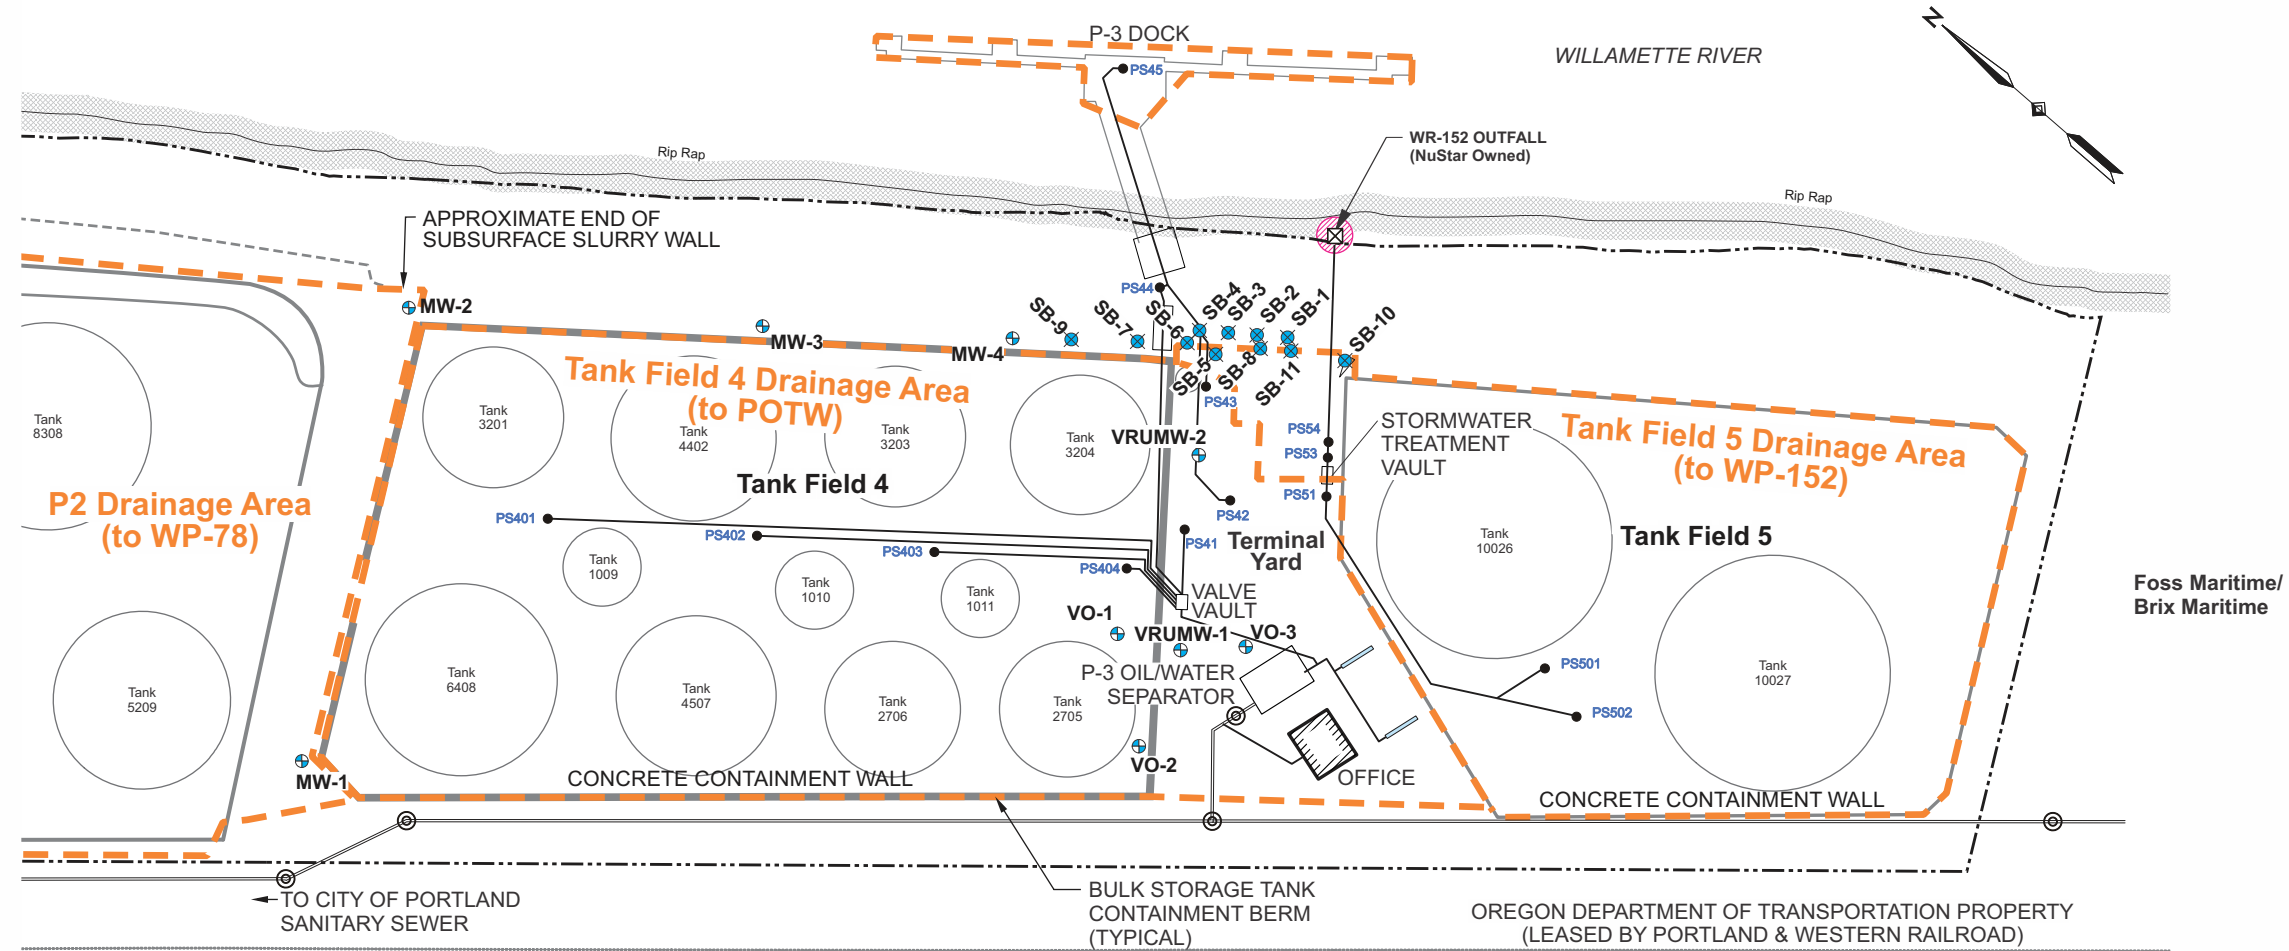 P-3 DOCK
PS45
WILLAMETTE RIVER
N
WR-152 OUTFALL
(NuStar Owned)
Rip Rap
Rip Rap
APPROXIMATE END OF
SUBSURFACE SLURRY WALL
MW-2
MW-3
MW-4
SB-9
SB-7
PS44
SB-6
SB-4
SB-3
SB-2
SB-1
SB-10
SB-5
SB-8
SB-11
PS43
Tank Field 4 Drainage Area
(to POTW)
Tank
8308
Tank
3201
Tank
4402
Tank
3203
Tank
3204
Tank Field 4
VRUMW-2
PS54
PS53
PS51
STORMWATER
TREATMENT
VAULT
Tank Field 5 Drainage Area
(to WP-152)
P2 Drainage Area
(to WP-78)
PS401
PS402
PS403
PS404
PS42
PS41
Terminal
Yard
Tank
10026
Tank Field 5
Tank
1009
Tank
1010
Tank
1011
VALVE
VAULT
Foss Maritime/
Brix Maritime
VO-1
VRUMW-1
VO-3
P-3 OIL/WATER
SEPARATOR
Tank
5209
Tank
6408
Tank
4507
Tank
2706
Tank
2705
PS501
PS502
Tank
10027
VO-2
MW-1
CONCRETE CONTAINMENT WALL
OFFICE
CONCRETE CONTAINMENT WALL
TO CITY OF PORTLAND
SANITARY SEWER
BULK STORAGE TANK
CONTAINMENT BERM
(TYPICAL)
OREGON DEPARTMENT OF TRANSPORTATION PROPERTY
(LEASED BY PORTLAND & WESTERN RAILROAD)